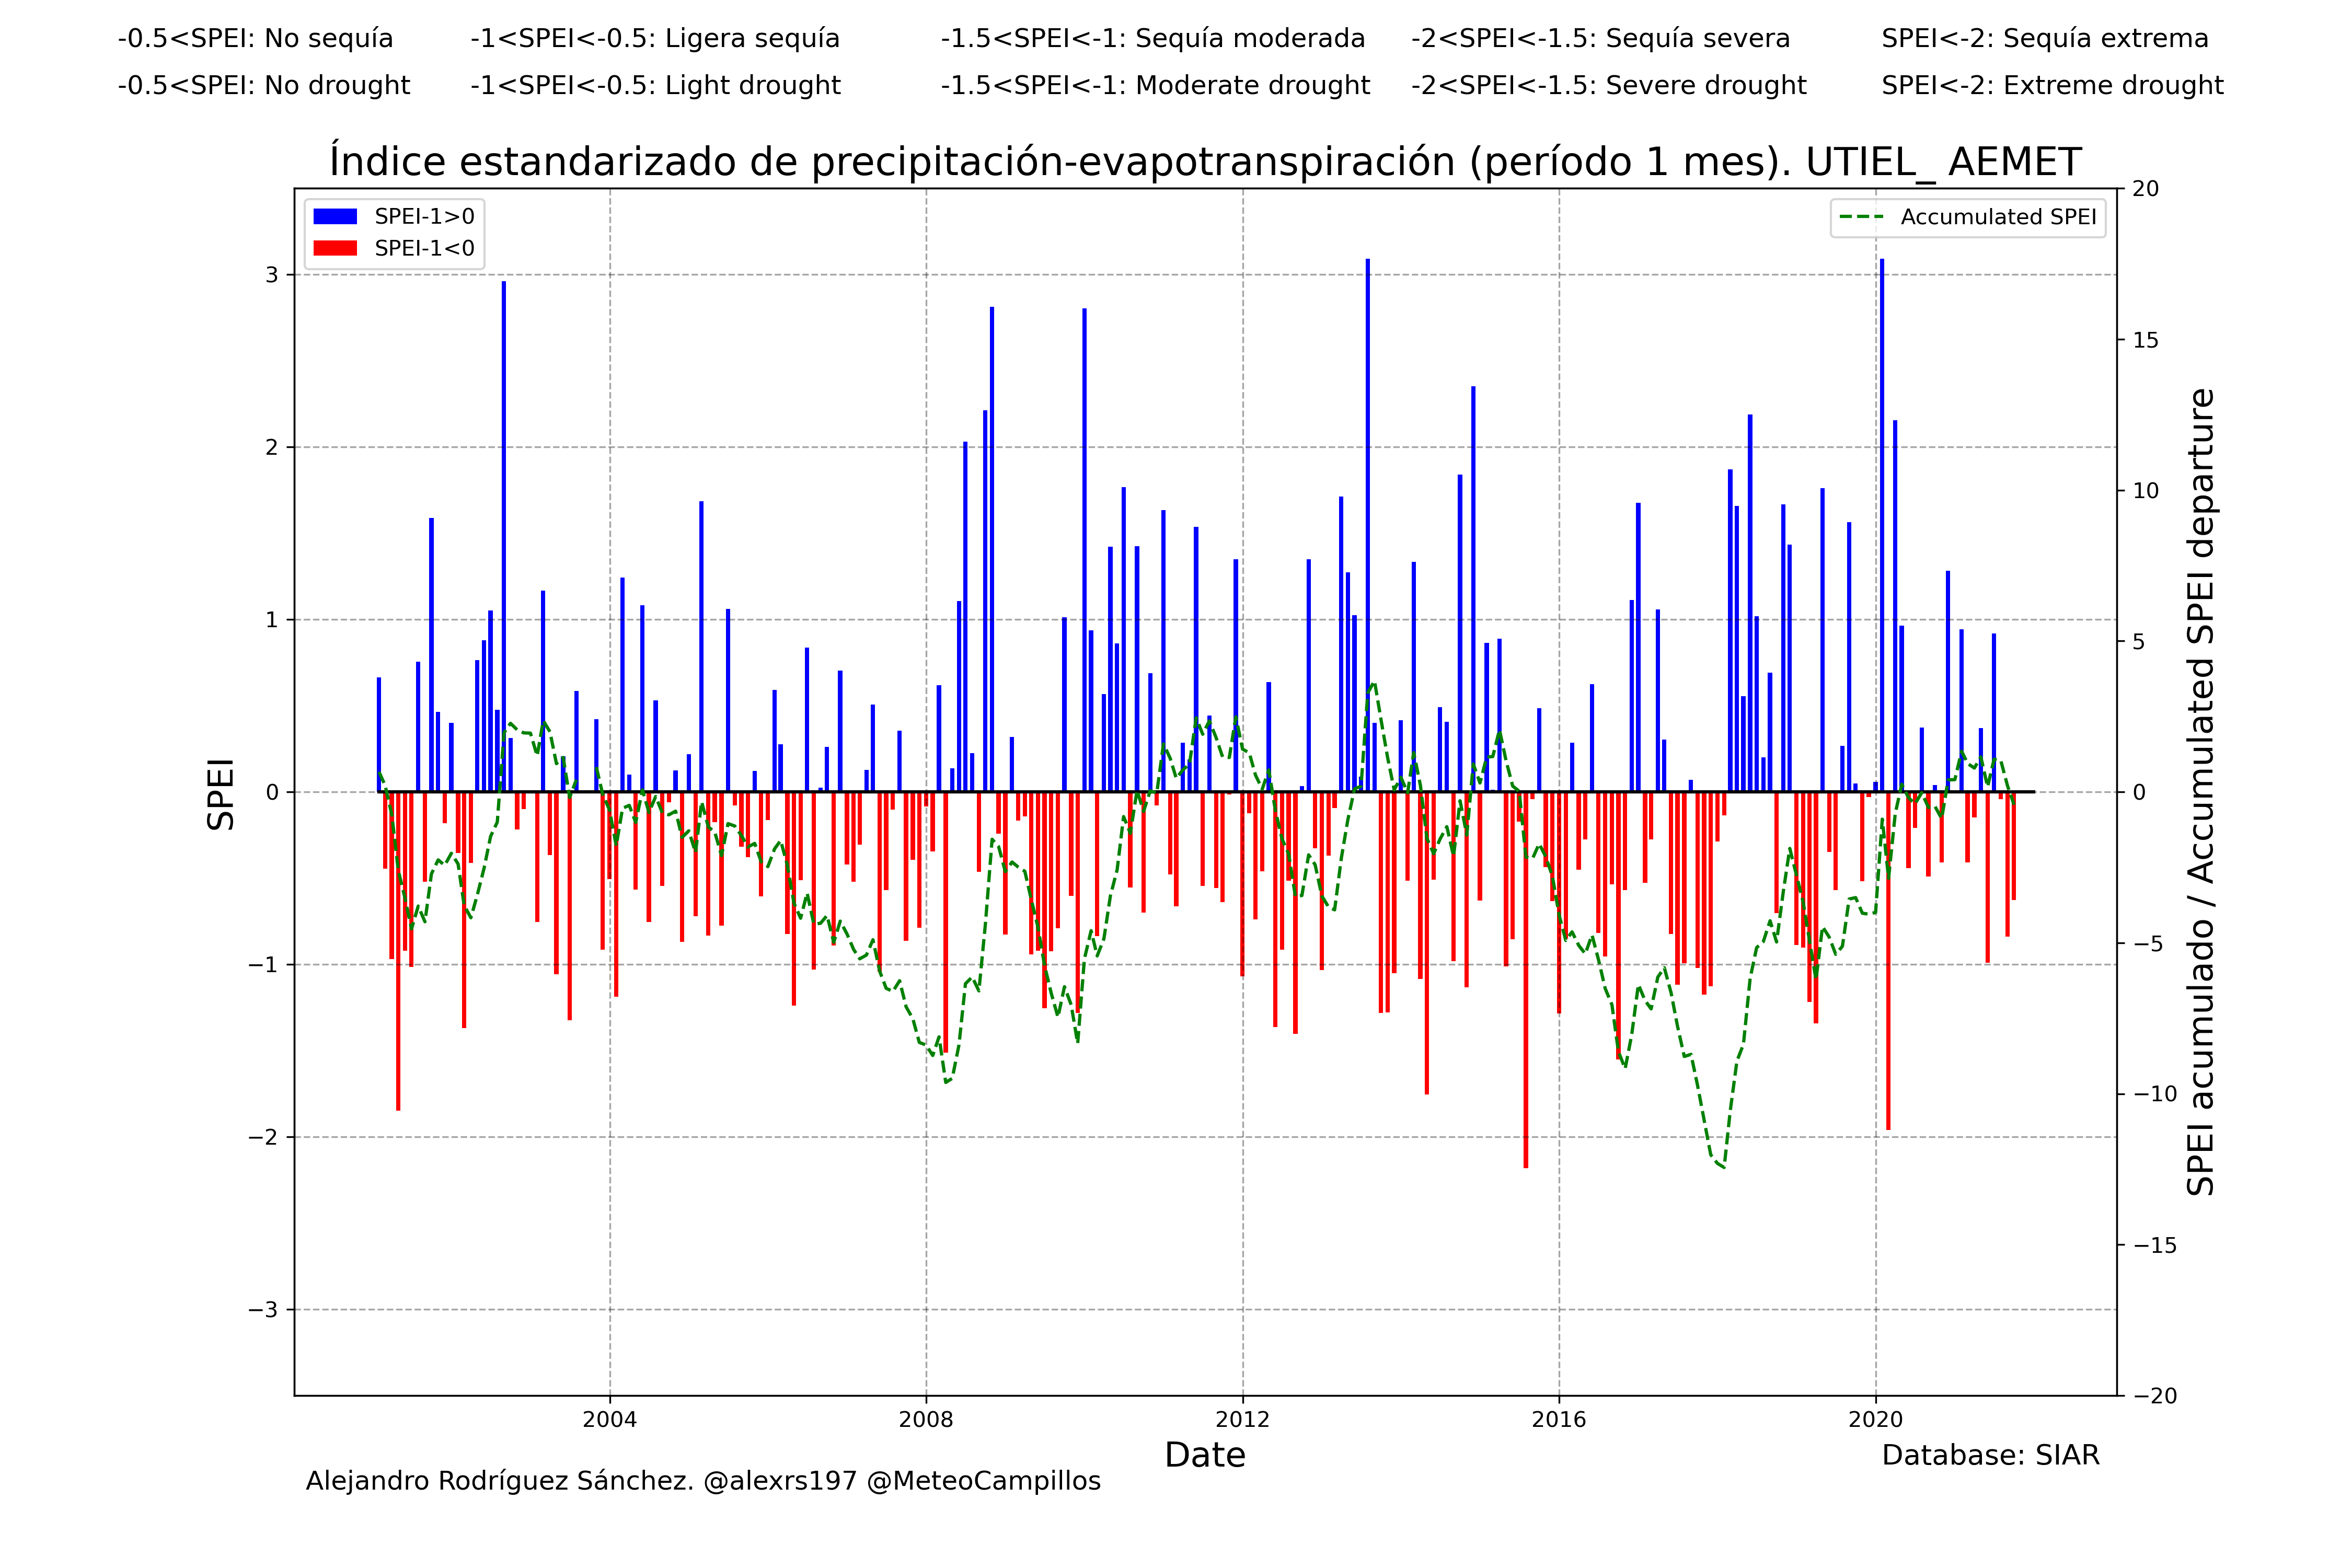 -0.5<SPEI: No sequía -1<SPEI<-0.5: Ligera sequía -1.5<SPEI<-1: Sequía moderada -2<SPEI<-1.5: Sequía severa SPEI<-2: Sequía extrema
-0.5<SPEI: No drought -1<SPEI<-0.5: Light drought -1.5<SPEI<-1: Moderate drought -2<SPEI<-1.5: Severe drought SPEI<-2: Extreme drought
Índice estandarizado de precipitación-evapotranspiración (período 1 mes). UTIEL_ AEMET
SPEI-1>0
SPEI-1<0
Accumulated SPEI
SPEI
3
2
1
0
−1
−2
−3
20
15
10
5
0
−5
−10
−15
−20
SPEI acumulado / Accumulated SPEI departure
2004 2008 2012 2016 2020
Date
Database: SIAR
Alejandro Rodríguez Sánchez. @alexrs197 @MeteoCampillos